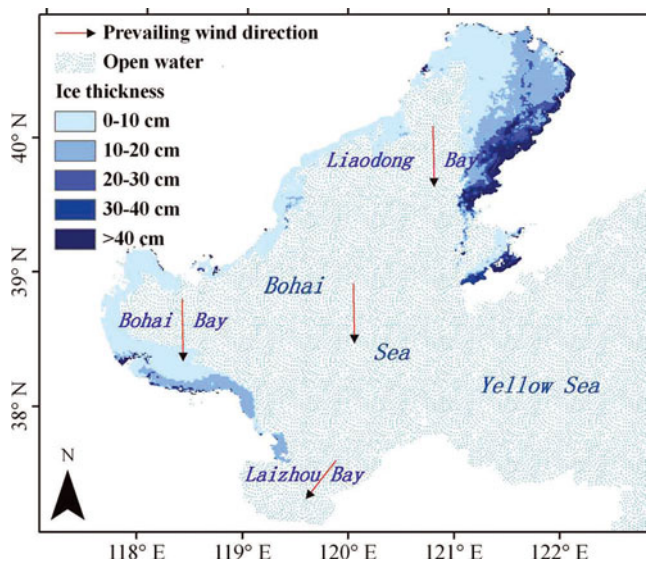 Prevailing wind direction
Open water
Ice thickness
0-10 cm
10-20 cm
20-30 cm
30-40 cm
>40 cm
40° N
39° N
38° N
Liaodong Bay
Bohai
Sea
Bohai Bay
Yellow Sea
Laizhou Bay
N
118° E
119° E
120° E
121° E
122° E